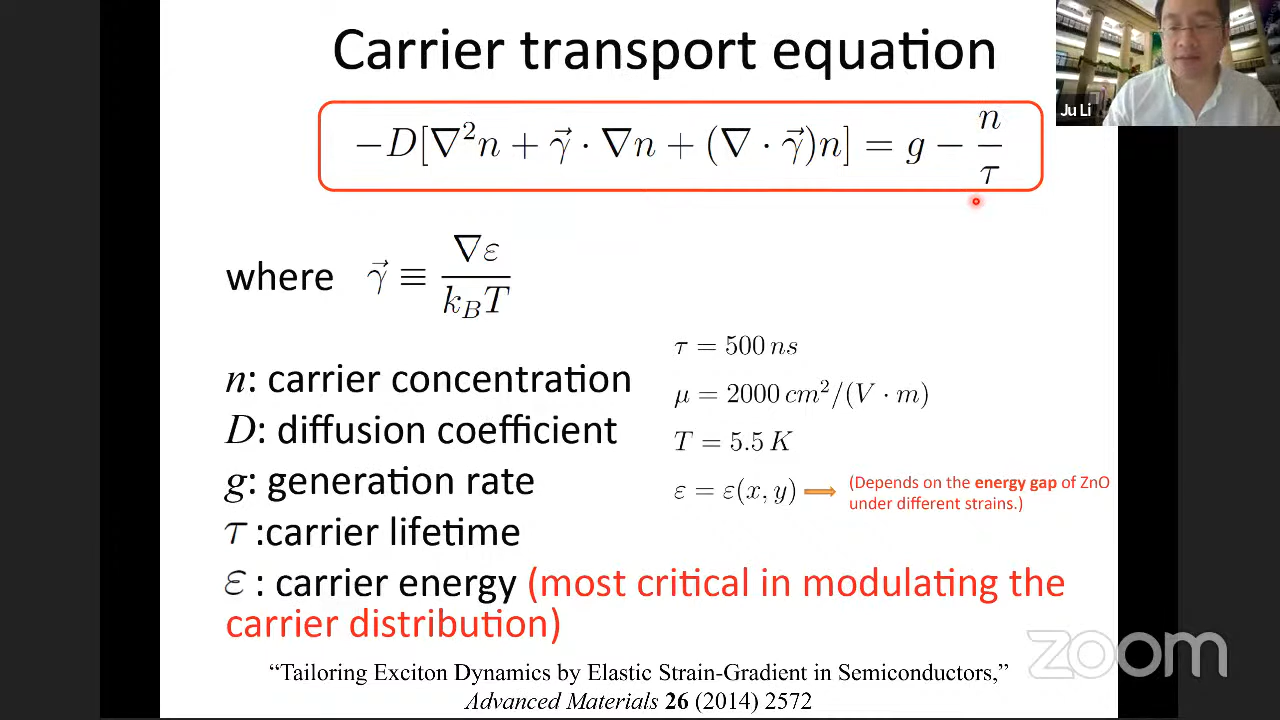 Carrier transport equation
Ju Li
−D[∇²n + γ⃗ · ∇n + (∇ · γ⃗)n] = g − n/τ
where γ⃗ ≡ ∇ε/k_BT
τ = 500 ns
n: carrier concentration
μ = 2000 cm²/(V · m)
D: diffusion coefficient
T = 5.5 K
g: generation rate
ε = ε(x, y) ⇒ (Depends on the energy gap of ZnO
under different strains.)
τ :carrier lifetime
ε : carrier energy (most critical in modulating the
carrier distribution)
zoom
“Tailoring Exciton Dynamics by Elastic Strain-Gradient in Semiconductors,”
Advanced Materials 26 (2014) 2572